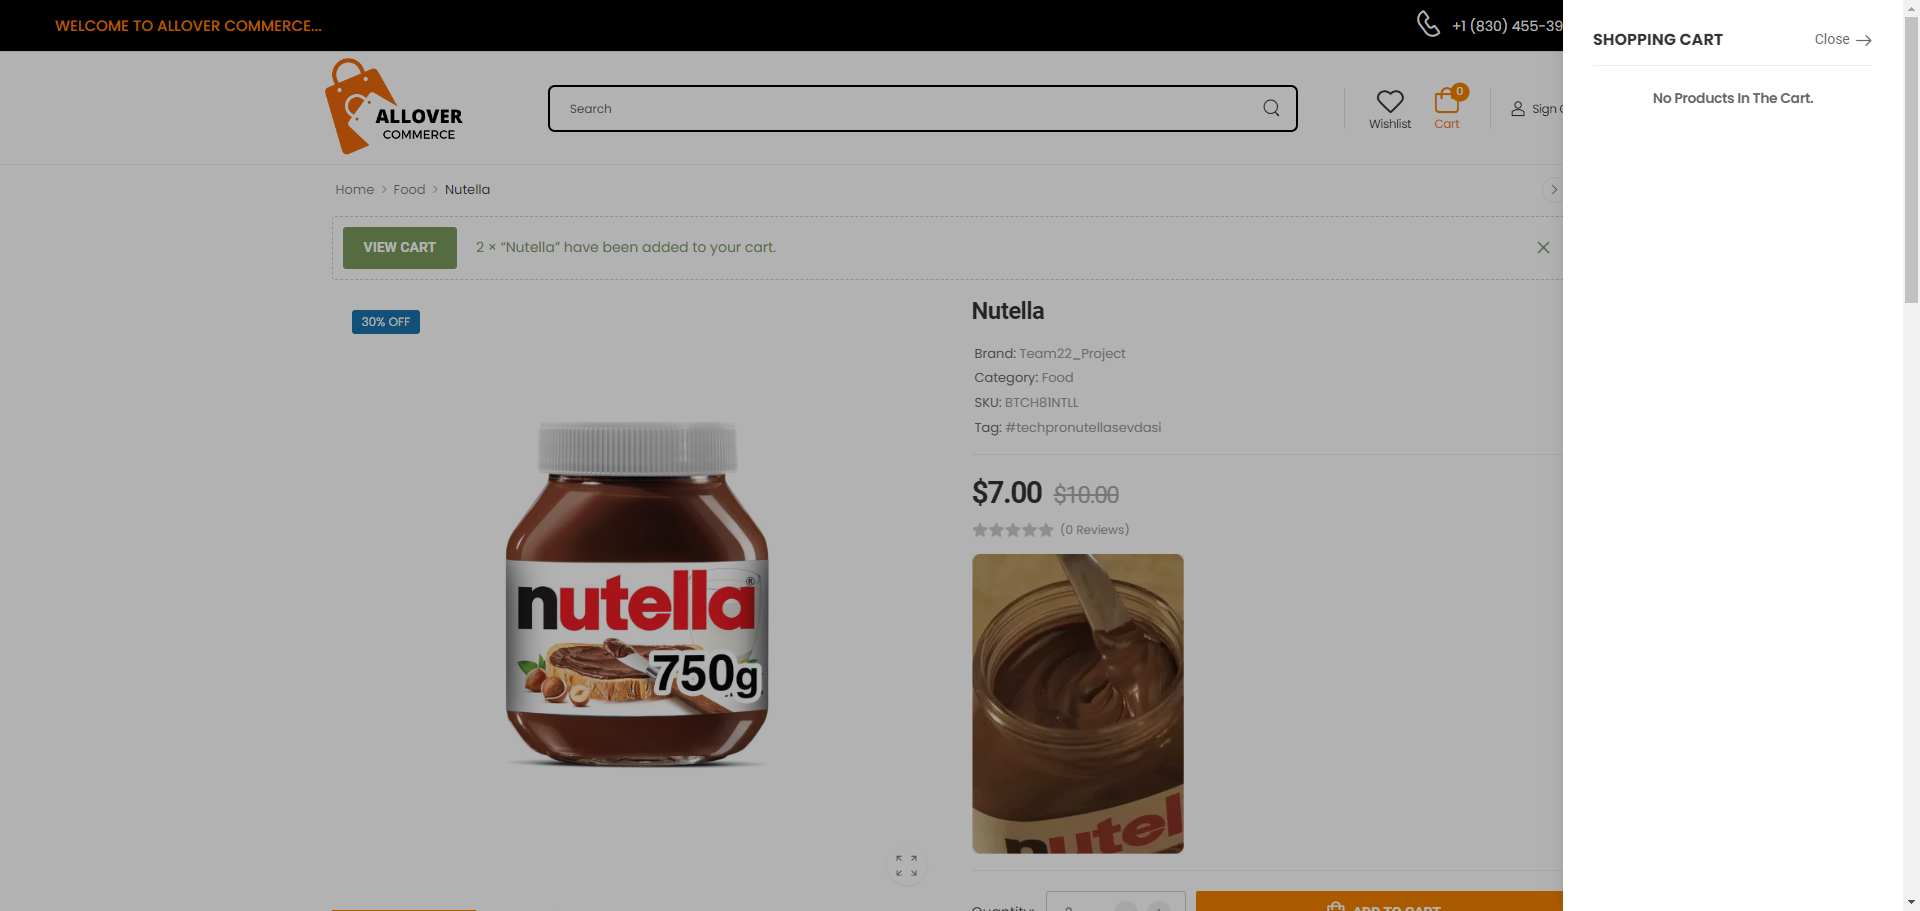 WELCOME TO ALLOVER COMMERCE...
+1 (830) 455-39
SHOPPING CART
Close
No Products In The Cart.
ALLOVER
COMMERCE
Search
Wishlist
0
Cart
Sign
Home > Food > Nutella
VIEW CART
2 × “Nutella” have been added to your cart.
30% OFF
Nutella
Brand: Team22_Project
Category: Food
SKU: BTCH81NTLL
Tag: #techpronutellasevdasi
$7.00 $10.00
(0 Reviews)
nutella®
750g
nutel
Quantity:
2
ADD TO CART